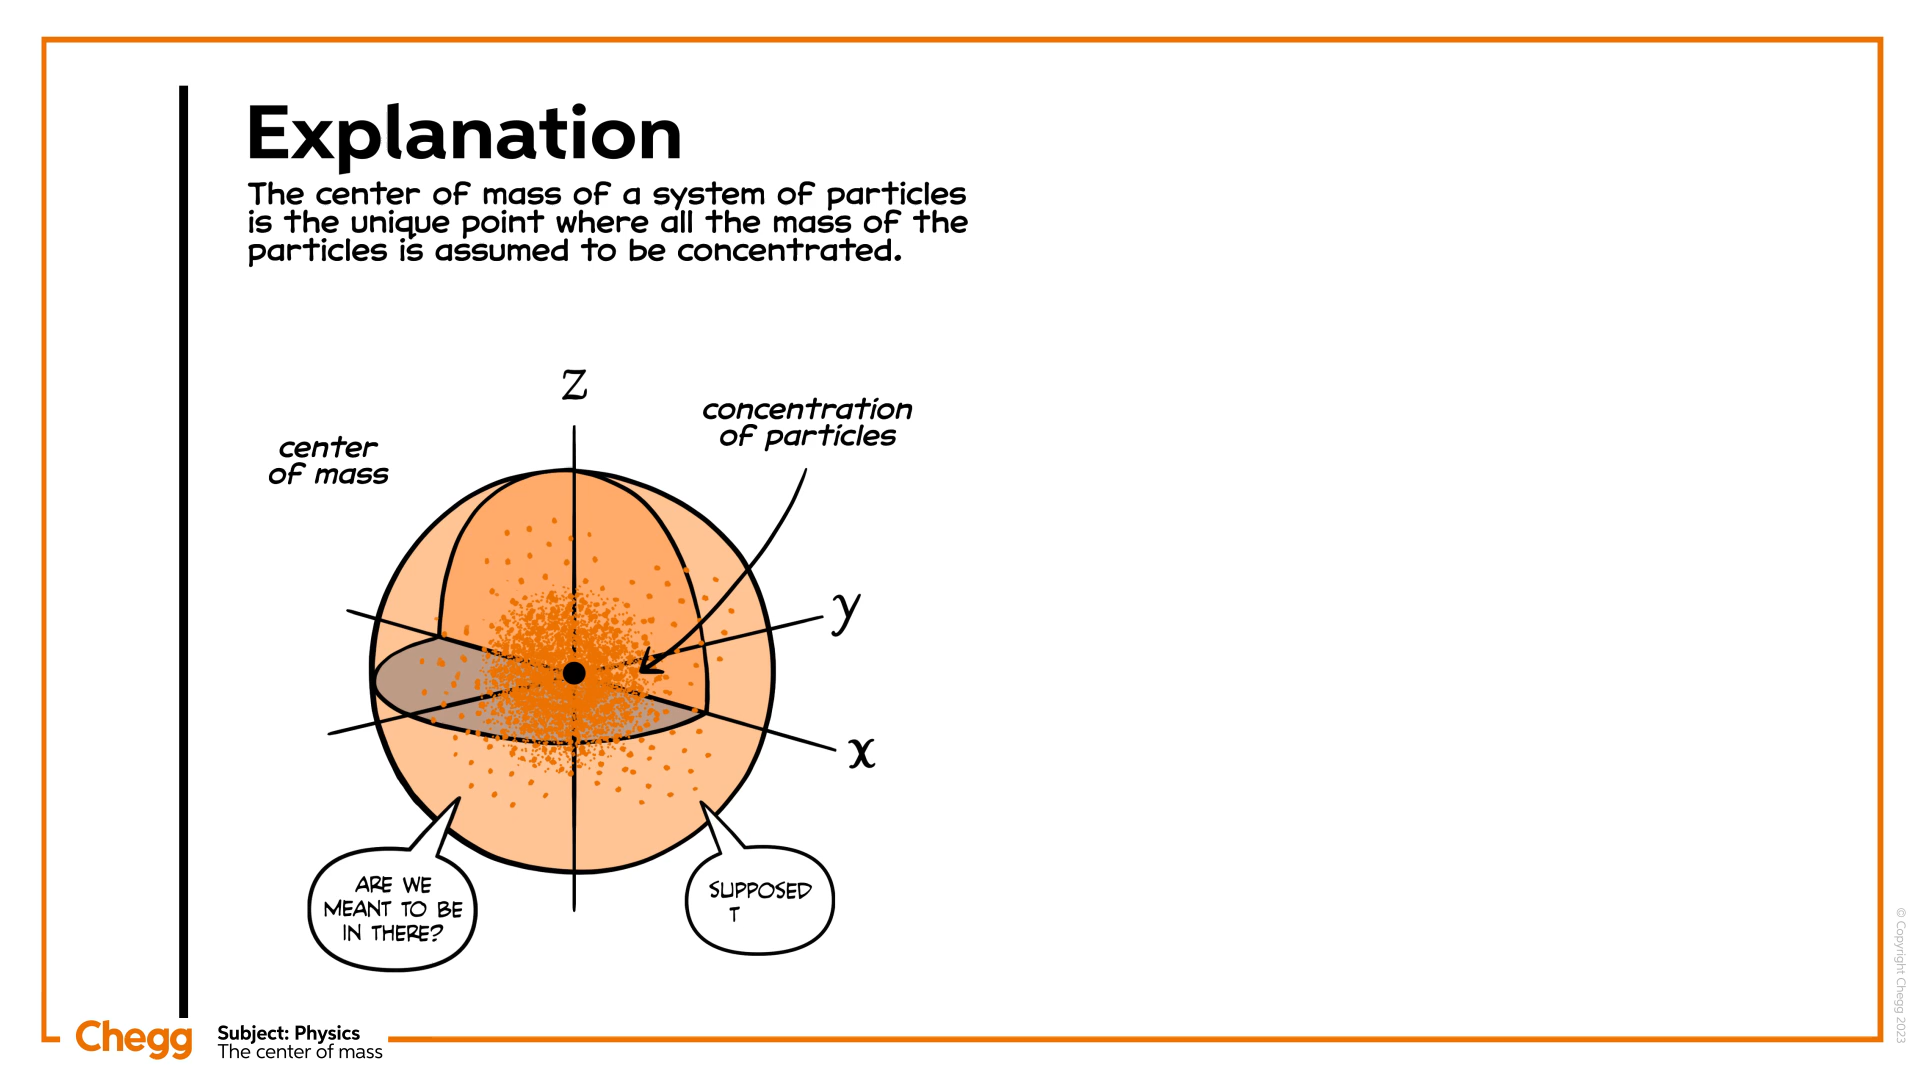 Explanation
The center of mass of a system of particles
is the unique point where all the mass of the
particles is assumed to be concentrated.
z
concentration
of particles
center
of mass
y
x
ARE WE
MEANT TO BE
IN THERE?
SUPPOSED
T
Chegg
Subject: Physics
The center of mass
© Copyright Chegg 2023